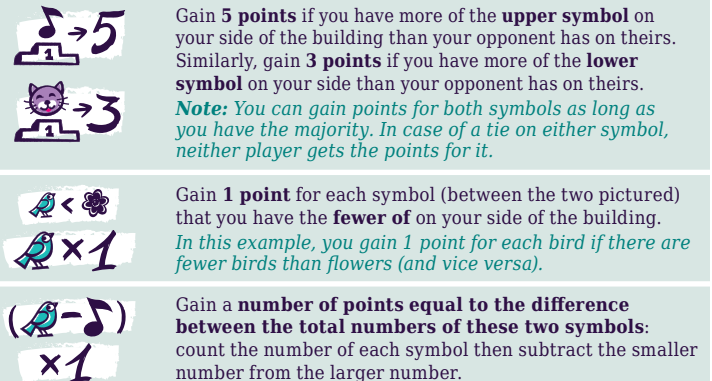 →5
1
Gain 5 points if you have more of the upper symbol on
your side of the building than your opponent has on theirs.
Similarly, gain 3 points if you have more of the lower
symbol on your side than your opponent has on theirs.
→3
1
Note: You can gain points for both symbols as long as
you have the majority. In case of a tie on either symbol,
neither player gets the points for it.
<
×1
Gain 1 point for each symbol (between the two pictured)
that you have the fewer of on your side of the building.
In this example, you gain 1 point for each bird if there are
fewer birds than flowers (and vice versa).
( - )
×1
Gain a number of points equal to the difference
between the total numbers of these two symbols:
count the number of each symbol then subtract the smaller
number from the larger number.